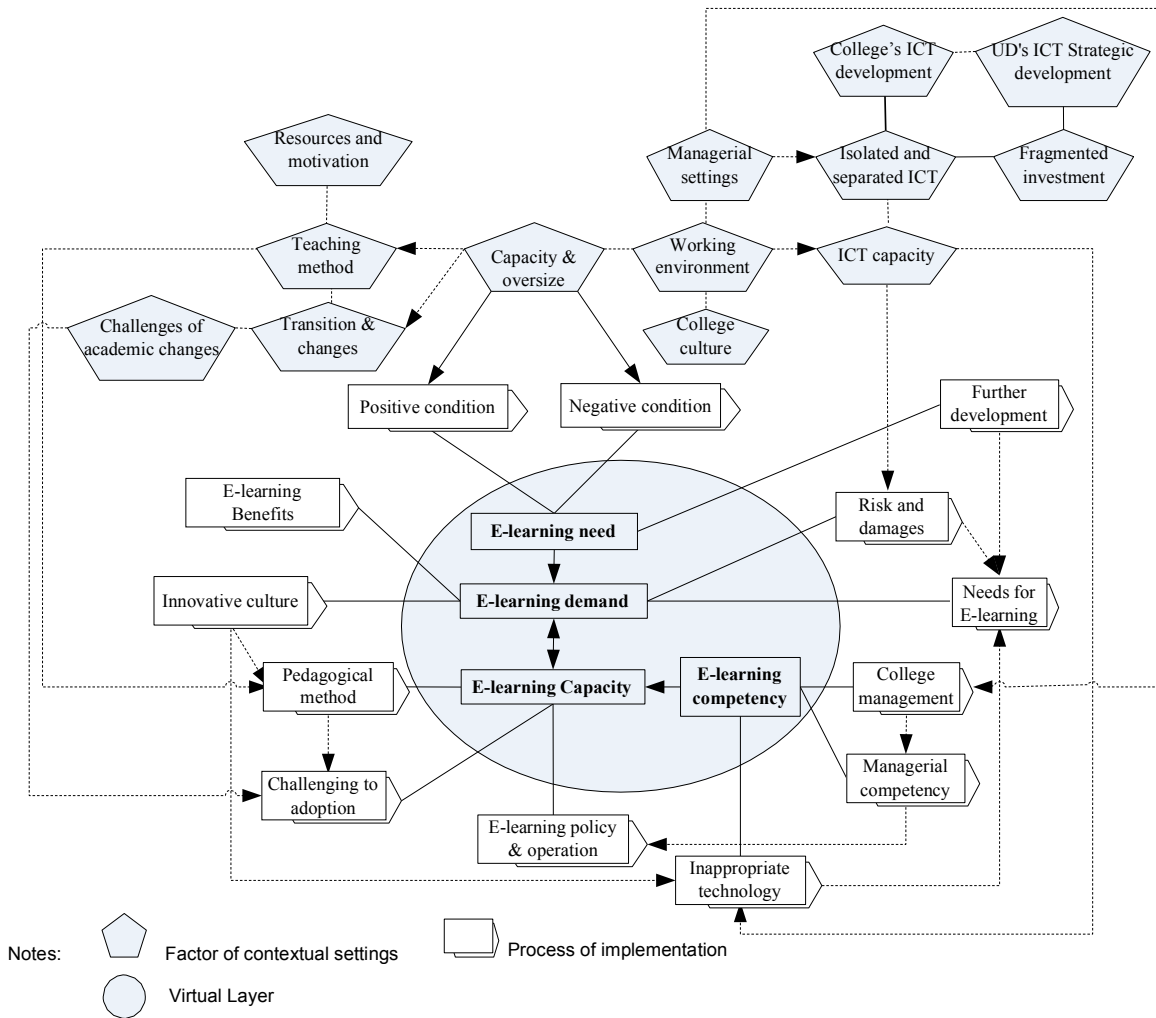 College's ICT
development
UD's ICT Strategic
development
Resources and
motivation
Managerial
settings
Isolated and
separated ICT
Fragmented
investment
Teaching
method
Capacity &
oversize
Working
environment
ICT capacity
Challenges of
academic changes
Transition &
changes
College
culture
Positive condition
Negative condition
Further
development
E-learning
Benefits
E-learning need
Risk and
damages
Innovative culture
E-learning demand
Needs for
E-learning
Pedagogical
method
E-learning Capacity
E-learning
competency
College
management
Challenging to
adoption
Managerial
competency
E-learning policy
& operation
Inappropriate
technology
Notes:
Factor of contextual settings
Process of implementation
Virtual Layer